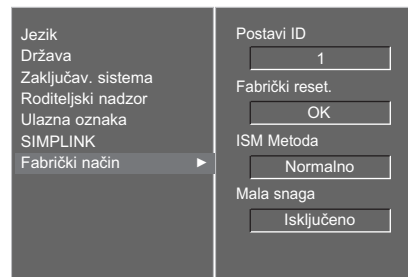 Jezik
Država
Zaključav. sistema
Roditeljski nadzor
Ulazna oznaka
SIMPLINK
Fabrički način ►
Postavi ID
1
Fabrički reset.
OK
ISM Metoda
Normalno
Mala snaga
Isključeno